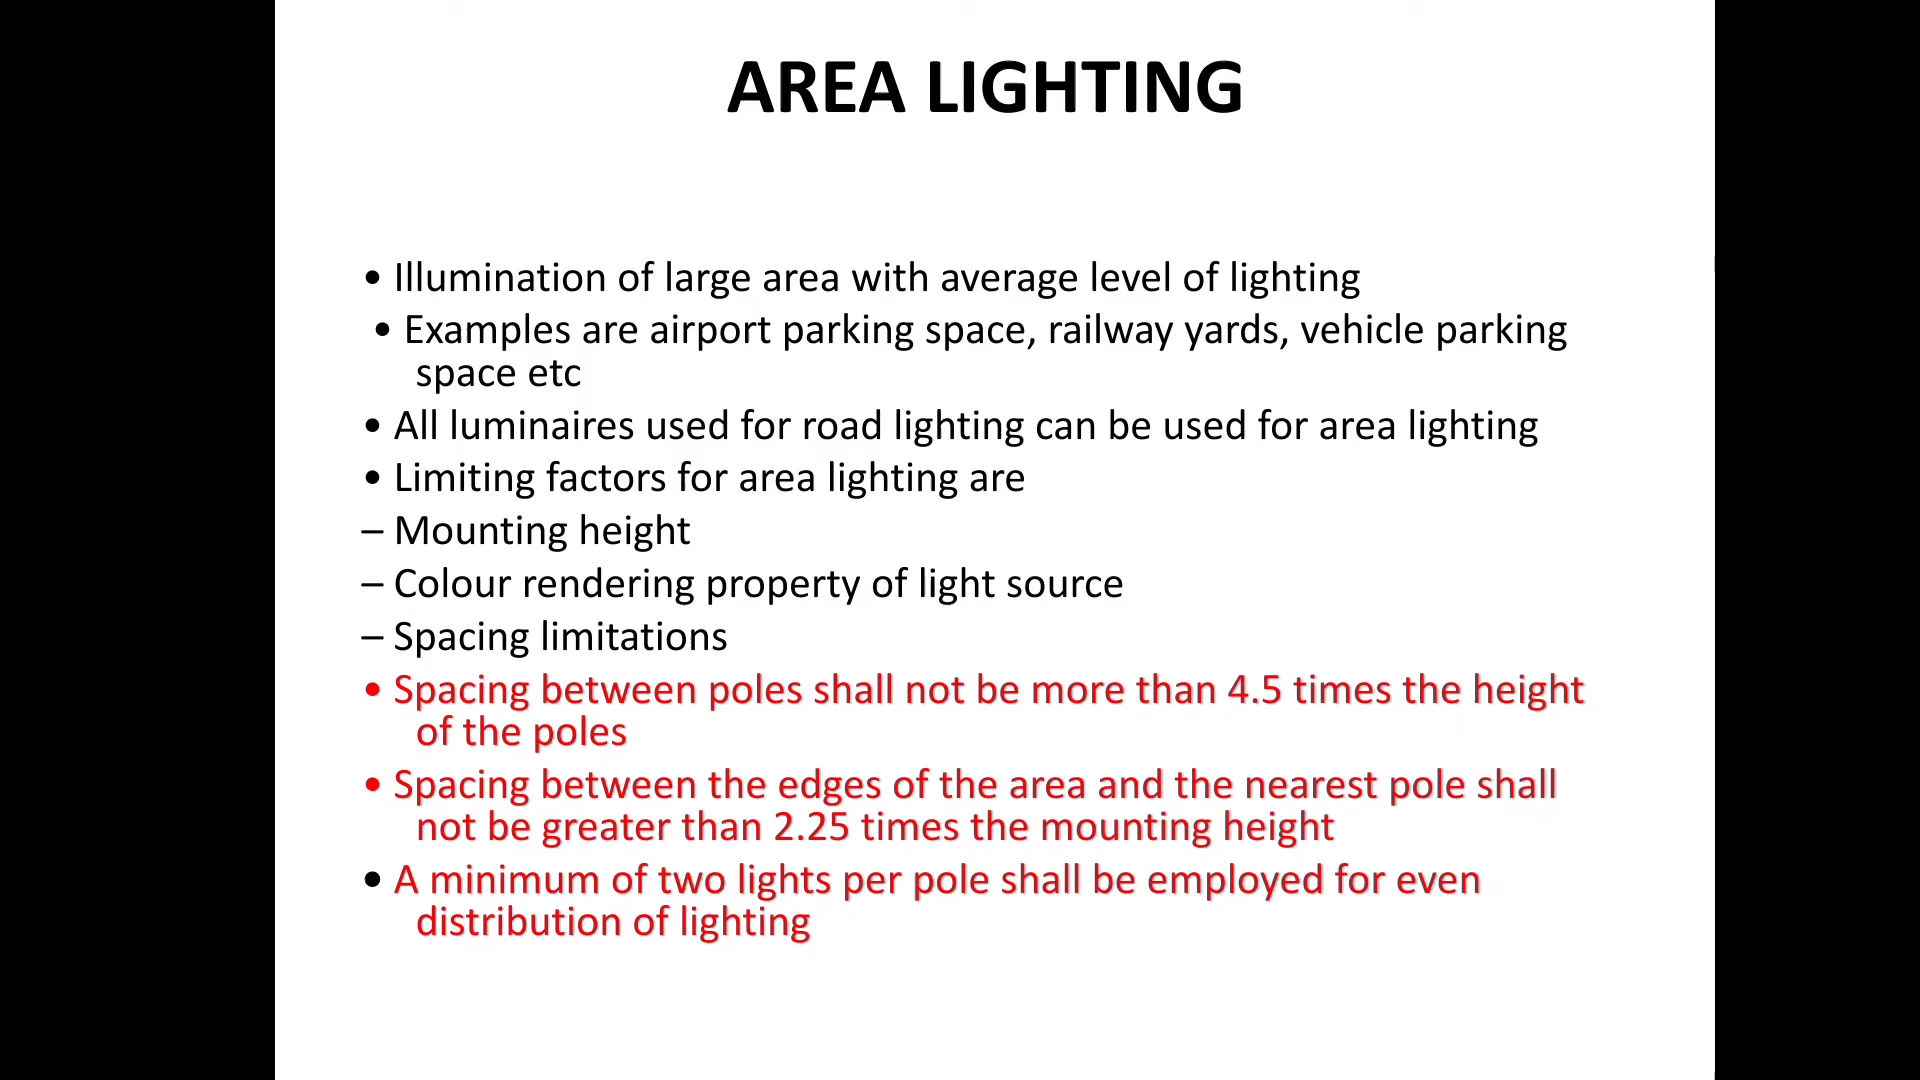 AREA LIGHTING
• Illumination of large area with average level of lighting
• Examples are airport parking space, railway yards, vehicle parking
space etc
• All luminaires used for road lighting can be used for area lighting
• Limiting factors for area lighting are
– Mounting height
– Colour rendering property of light source
– Spacing limitations
• Spacing between poles shall not be more than 4.5 times the height
of the poles
• Spacing between the edges of the area and the nearest pole shall
not be greater than 2.25 times the mounting height
• A minimum of two lights per pole shall be employed for even
distribution of lighting